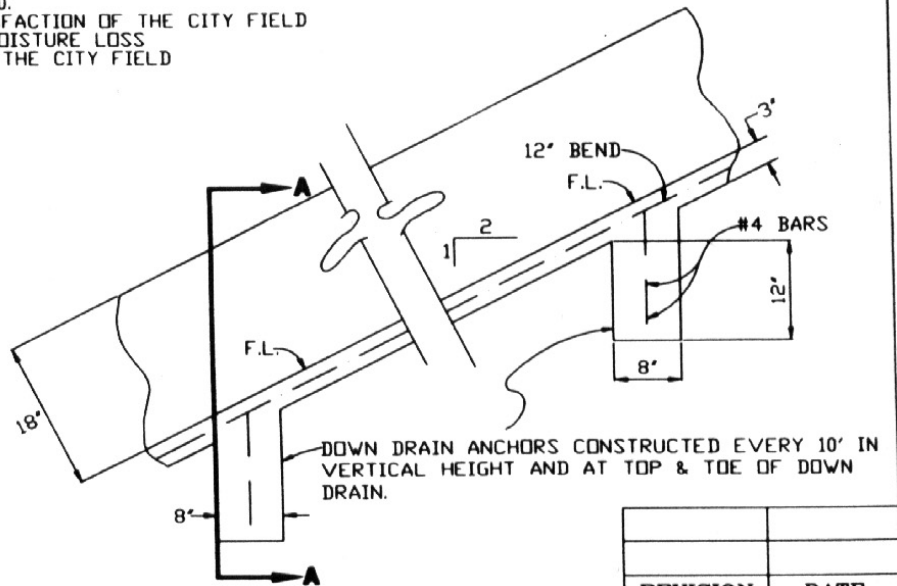 FACTION OF THE CITY FIELD
OISTURE LOSS
THE CITY FIELD
3"
12" BEND
F.L.
A
2
1
#4 BARS
12"
8"
F.L.
18"
DOWN DRAIN ANCHORS CONSTRUCTED EVERY 10' IN
VERTICAL HEIGHT AND AT TOP & TOE OF DOWN
DRAIN.
8"
A
REVISION DATE